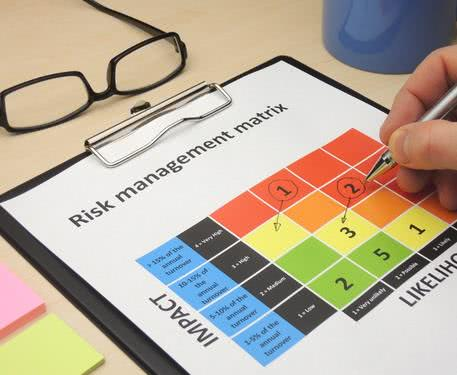 Risk management matrix
1
2
> 15% of the
annual
turnover
4 = Very High
3
1
10-15% of
the annual
turnover
3 = High
5
5-10% of the
annual
turnover
2 = Medium
2
1-5% of the
annual
turnover
1 = Low
1 = Very unlikely
2 = Possible
3 = Likely
IMPACT
LIKELIHO